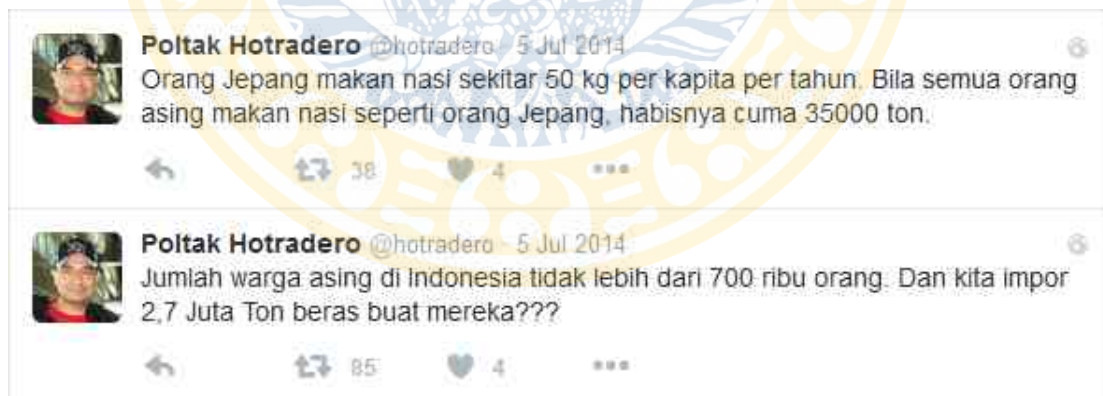 Poltak Hotradero @hotradero - 5 Jul 2014
Orang Jepang makan nasi sekitar 50 kg per kapita per tahun. Bila semua orang
asing makan nasi seperti orang Jepang, habisnya cuma 35000 ton.
38 4
Poltak Hotradero @hotradero - 5 Jul 2014
Jumlah warga asing di Indonesia tidak lebih dari 700 ribu orang. Dan kita impor
2,7 Juta Ton beras buat mereka???
85 4